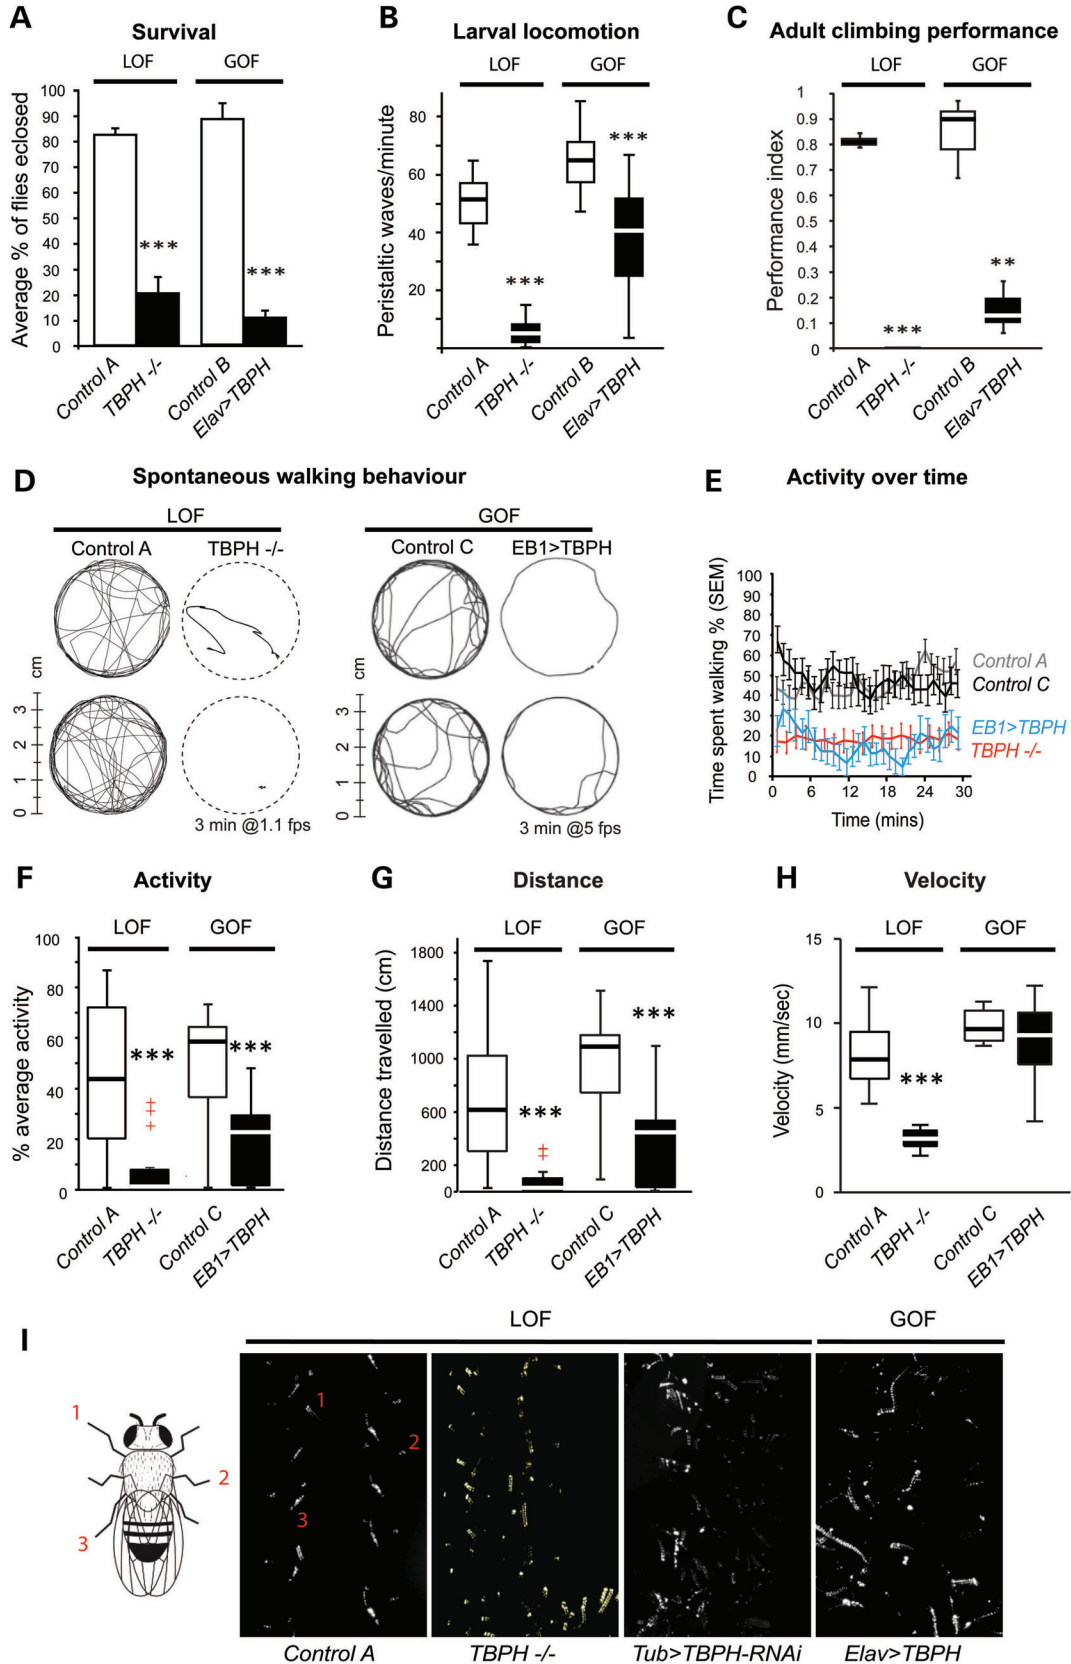 A
Survival
LOF
GOF
Average % of flies eclosed
100
90
80
70
60
50
40
30
20
10
0
***
***
Control A
TBPH -/-
Control B
Elav>TBPH
B
Larval locomotion
LOF
GOF
Peristaltic waves/minute
80
60
40
20
***
***
Control A
TBPH -/-
Control B
Elav>TBPH
C
Adult climbing performance
LOF
GOF
Performance index
1
0.9
0.8
0.7
0.6
0.5
0.4
0.3
0.2
0.1
0
***
**
Control A
TBPH -/-
Control B
Elav>TBPH
D
Spontaneous walking behaviour
LOF
GOF
Control A
TBPH -/-
Control C
EB1>TBPH
cm
3
2
1
0
cm
3
2
1
0
3 min @1.1 fps
3 min @5 fps
E
Activity over time
Time spent walking % (SEM)
100
90
80
70
60
50
40
30
20
10
0
0
6
12
18
24
30
Time (mins)
Control A
Control C
EB1>TBPH
TBPH -/-
F
Activity
LOF
GOF
% average activity
100
80
60
40
20
0
***
***
Control A
TBPH -/-
Control C
EB1>TBPH
G
Distance
LOF
GOF
Distance travelled (cm)
1800
1400
1000
600
200
0
***
***
Control A
TBPH -/-
Control C
EB1>TBPH
H
Velocity
LOF
GOF
Velocity (mm/sec)
15
10
5
0
***
Control A
TBPH -/-
Control C
EB1>TBPH
I
LOF
GOF
1
2
3
1
2
3
Control A
TBPH -/-
Tub>TBPH-RNAi
Elav>TBPH